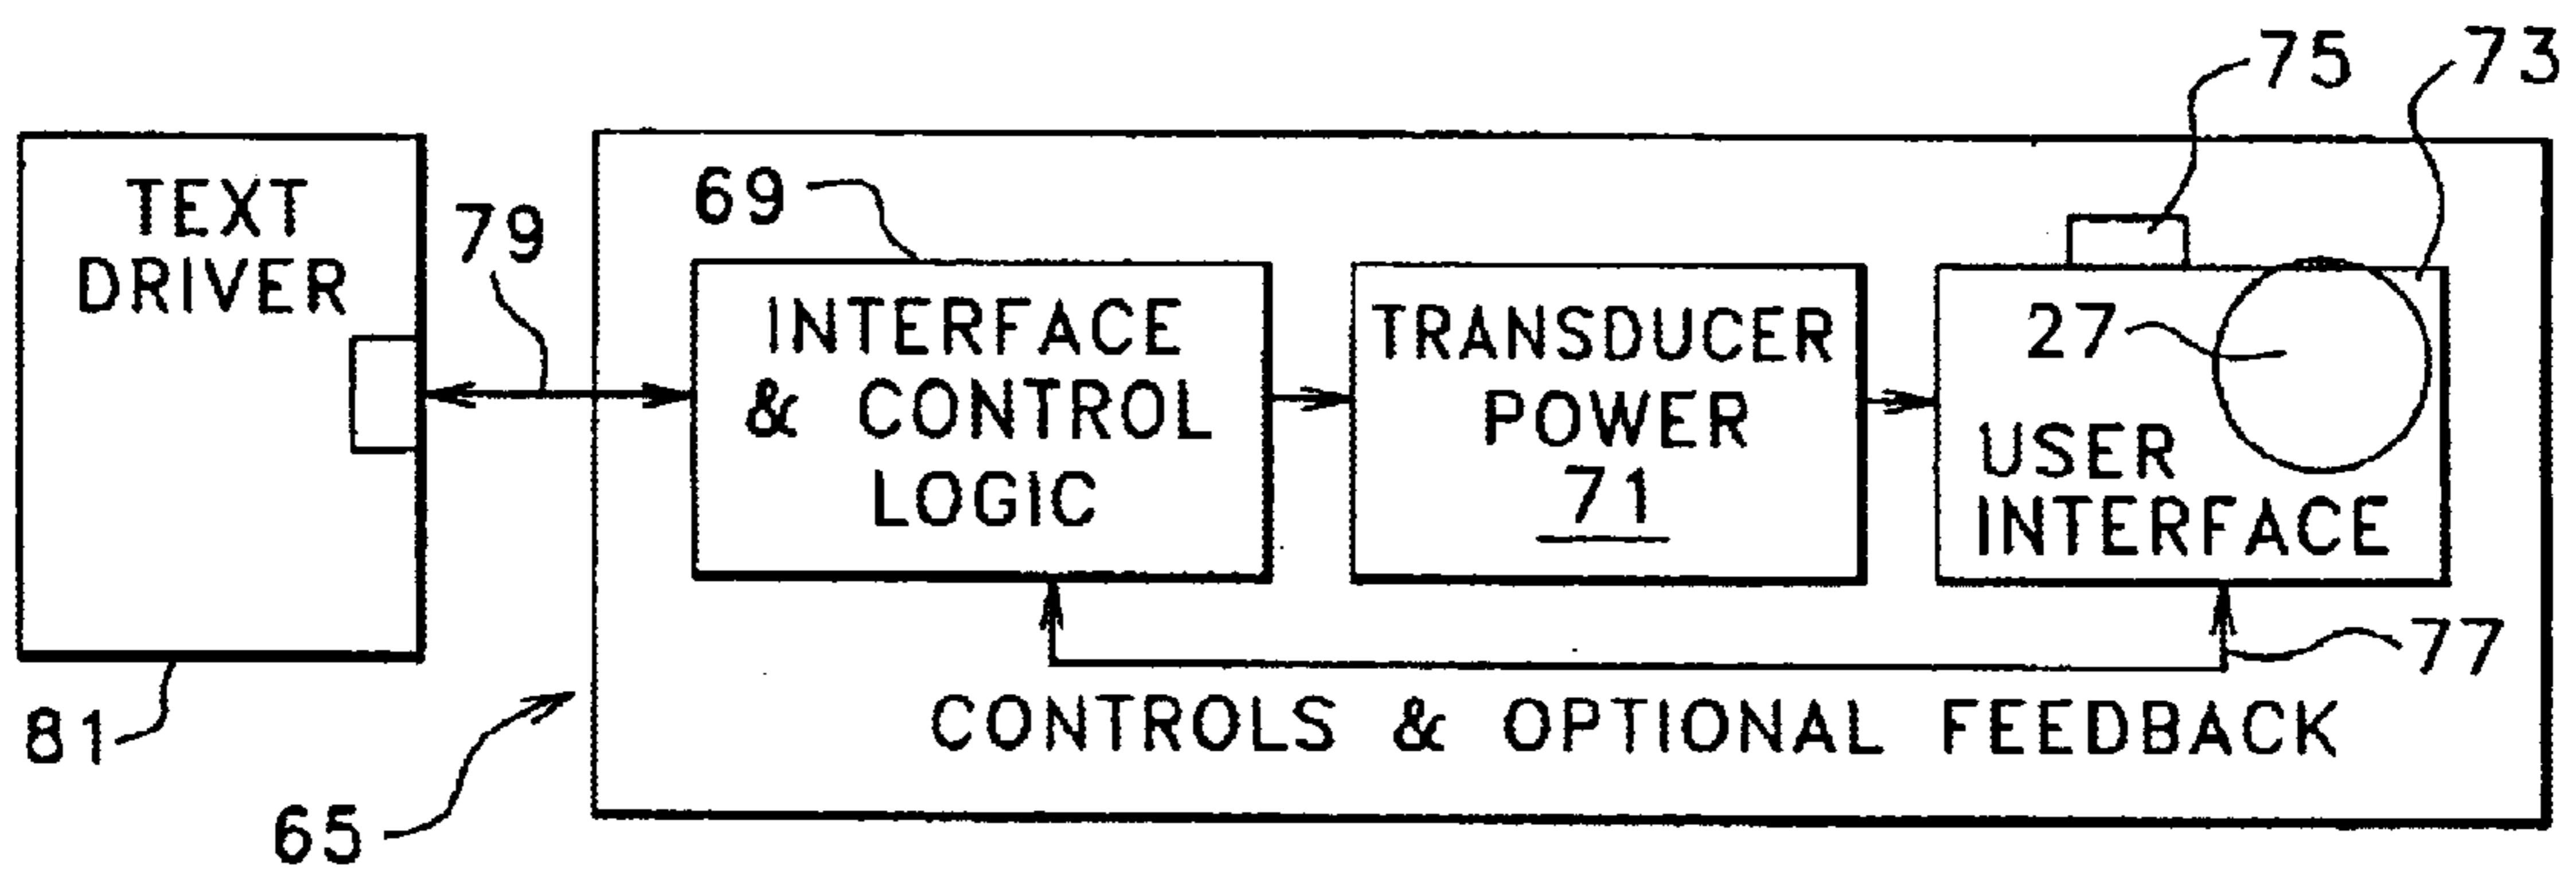 75
73
TEXT
DRIVER
79
69
INTERFACE
& CONTROL
LOGIC
TRANSDUCER
POWER
71
27
USER
INTERFACE
77
CONTROLS & OPTIONAL FEEDBACK
81
65